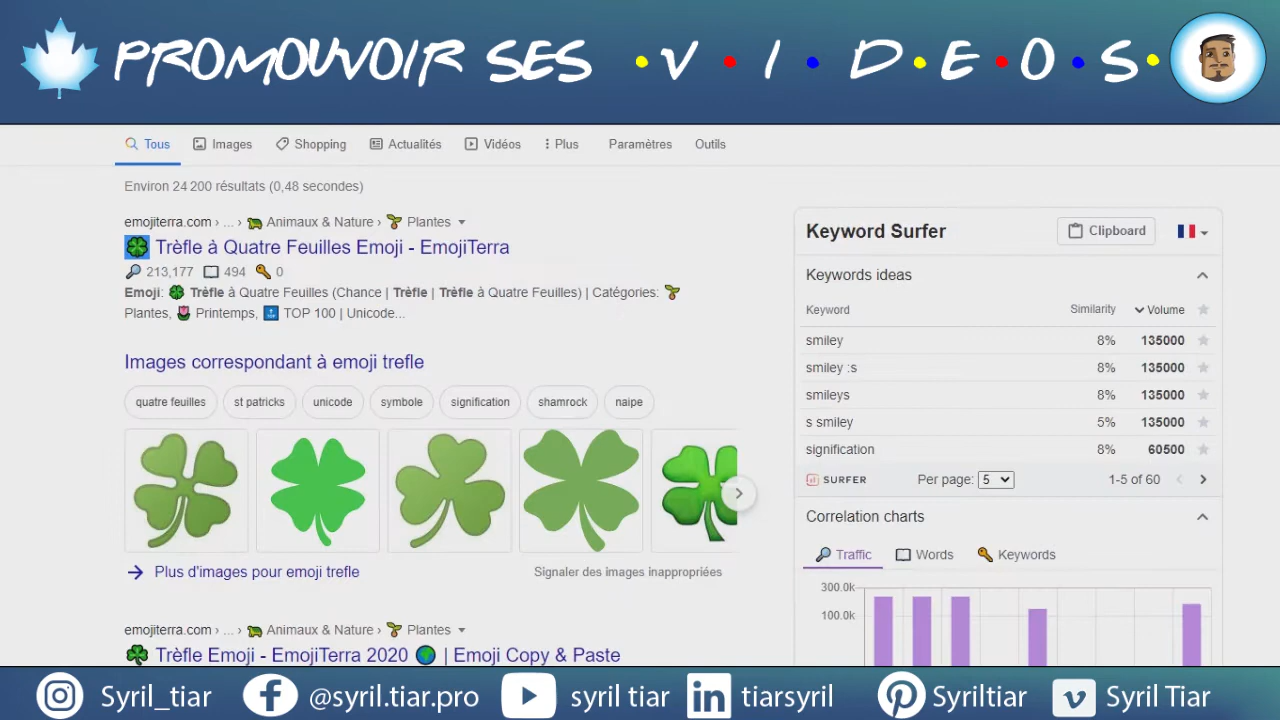 PROMOUVOIR SES V I D E O S
Tous Images Shopping Actualités Vidéos Plus Paramètres Outils
Environ 24 200 résultats (0,48 secondes)
emojiterra.com › ... › Animaux & Nature › Plantes
Trèfle à Quatre Feuilles Emoji - EmojiTerra
213,177 494 0
Emoji: 🍀 Trèfle à Quatre Feuilles (Chance | Trèfle | Trèfle à Quatre Feuilles) | Catégories: 🌱
Plantes, 🌷 Printemps, 🔝 TOP 100 | Unicode...
Images correspondant à emoji trefle
quatre feuilles st patricks unicode symbole signification shamrock naipe
Plus d'images pour emoji trefle Signaler des images inappropriées
emojiterra.com › ... › Animaux & Nature › Plantes
Trèfle Emoji - EmojiTerra 2020 🌍 | Emoji Copy & Paste
Keyword Surfer Clipboard
Keywords ideas
Keyword Similarity Volume
smiley 8% 135000
smiley :s 8% 135000
smileys 8% 135000
s smiley 5% 135000
signification 8% 60500
SURFER Per page: 5 1-5 of 60
Correlation charts
Traffic Words Keywords
300.0k
100.0k
Syril_tiar @syril.tiar.pro syril tiar tiarsyril Syriltiar Syril Tiar